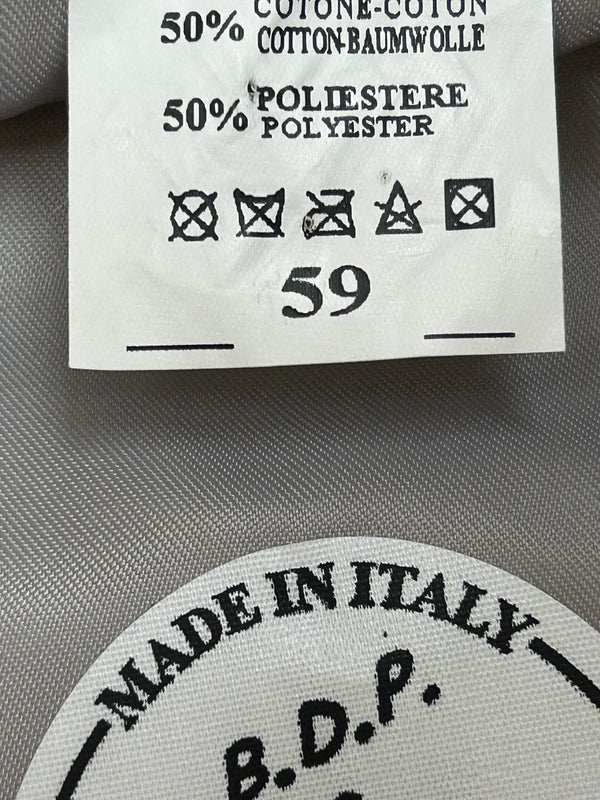 50% COTONE-COTON
COTTON-BAUMWOLLE
50% POLIESTERE
POLYESTER
59
MADE IN ITALY
B.D.P.